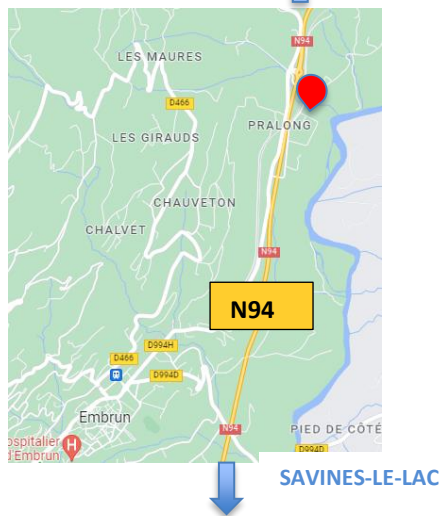 N94
LES MAURES
D466
PRALONG
LES GIRAUDS
CHAUVETON
CHALVET
N94
N94
D994H
D466
D994D
Embrun
N94
PIED DE CÔTÉ
D994D
ospitalier
d'Embrun
H
SAVINES-LE-LAC